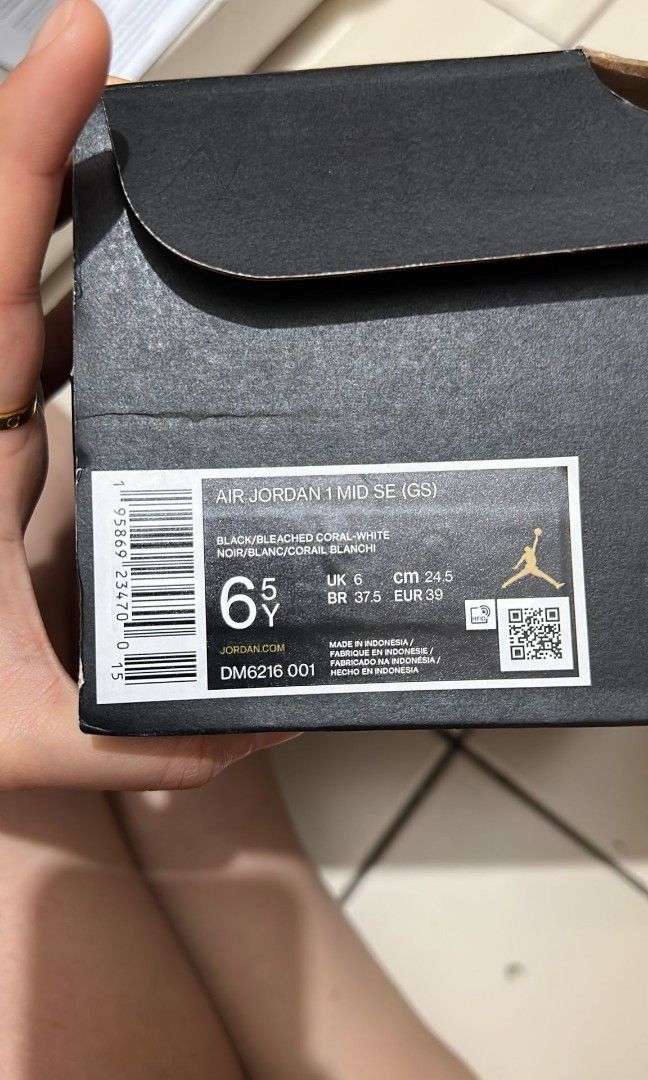 AIR JORDAN 1 MID SE (GS)
BLACK/BLEACHED CORAL-WHITE
NOIR/BLANC/CORAIL BLANCHI
6 5 Y
UK 6 cm 24.5
BR 37.5 EUR 39
RFID
JORDAN.COM
DM6216 001
MADE IN INDONESIA /
FABRIQUE EN INDONESIE /
FABRICADO NA INDONÉSIA /
HECHO EN INDONESIA
1 95869 23470 0 15